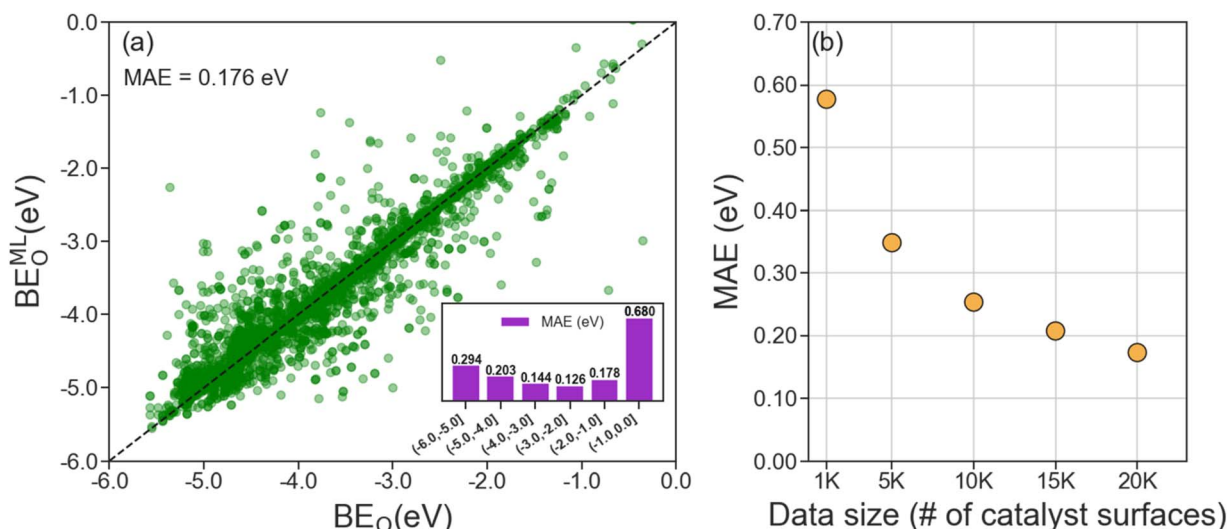 (a)
MAE = 0.176 eV
0.0
-1.0
-2.0
-3.0
-4.0
-5.0
-6.0
BE_O^ML(eV)
-6.0 -5.0 -4.0 -3.0 -2.0 -1.0 0.0
BE_O(eV)
MAE (eV)
0.294 0.203 0.144 0.126 0.178 0.680
(-6.0,-5.0] (-5.0,-4.0] (-4.0,-3.0] (-3.0,-2.0] (-2.0,-1.0] (-1.0,0.0]
(b)
0.70
0.60
0.50
0.40
0.30
0.20
0.10
0.00
MAE (eV)
1K 5K 10K 15K 20K
Data size (# of catalyst surfaces)